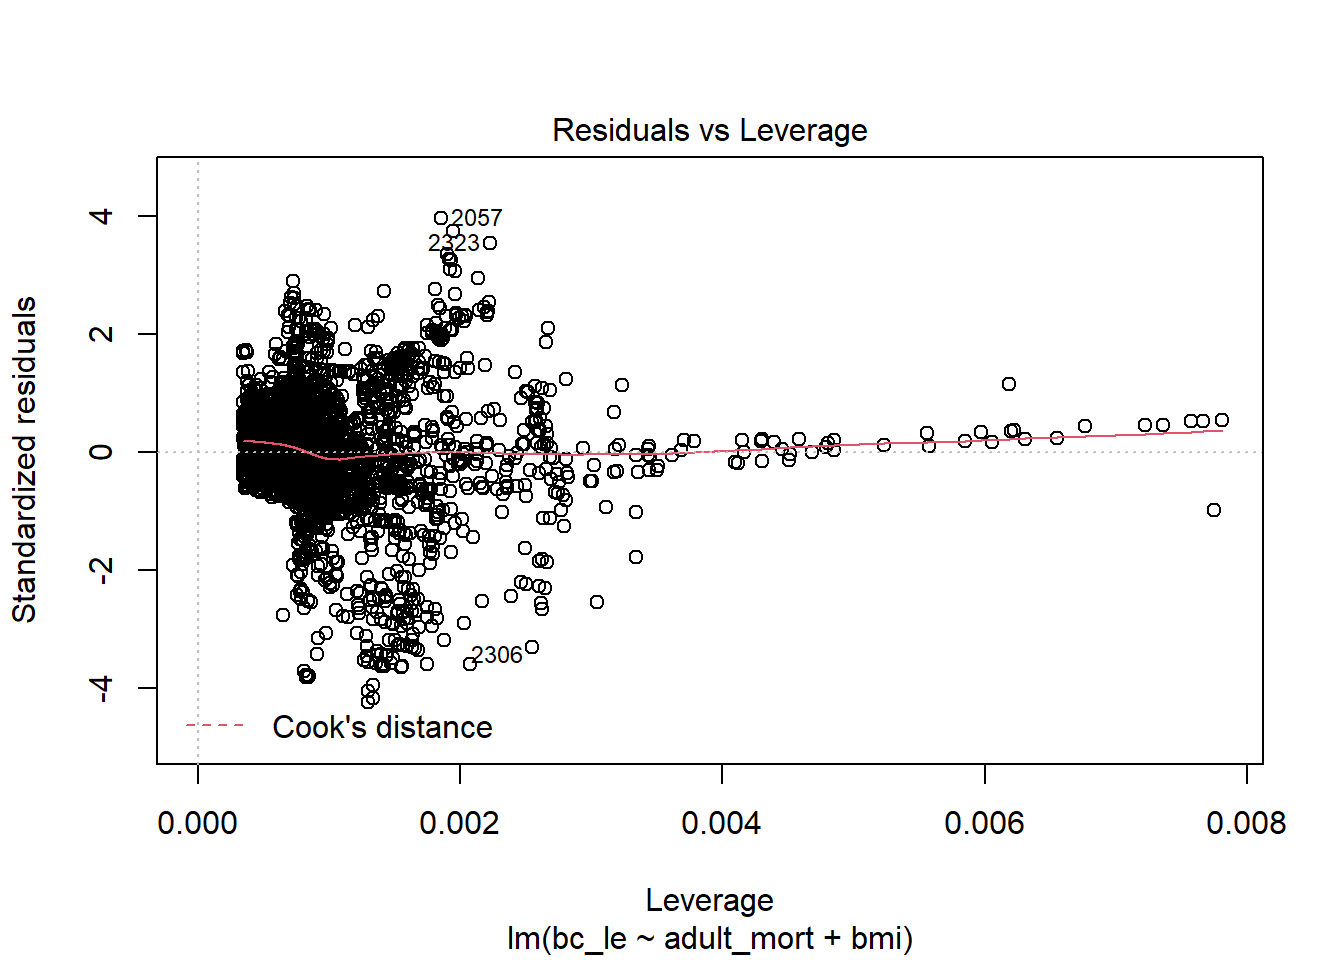 Residuals vs Leverage
Standardized residuals
4
2
0
-2
-4
2057
2323
2306
Cook's distance
0.000 0.002 0.004 0.006 0.008
Leverage
lm(bc_le ~ adult_mort + bmi)